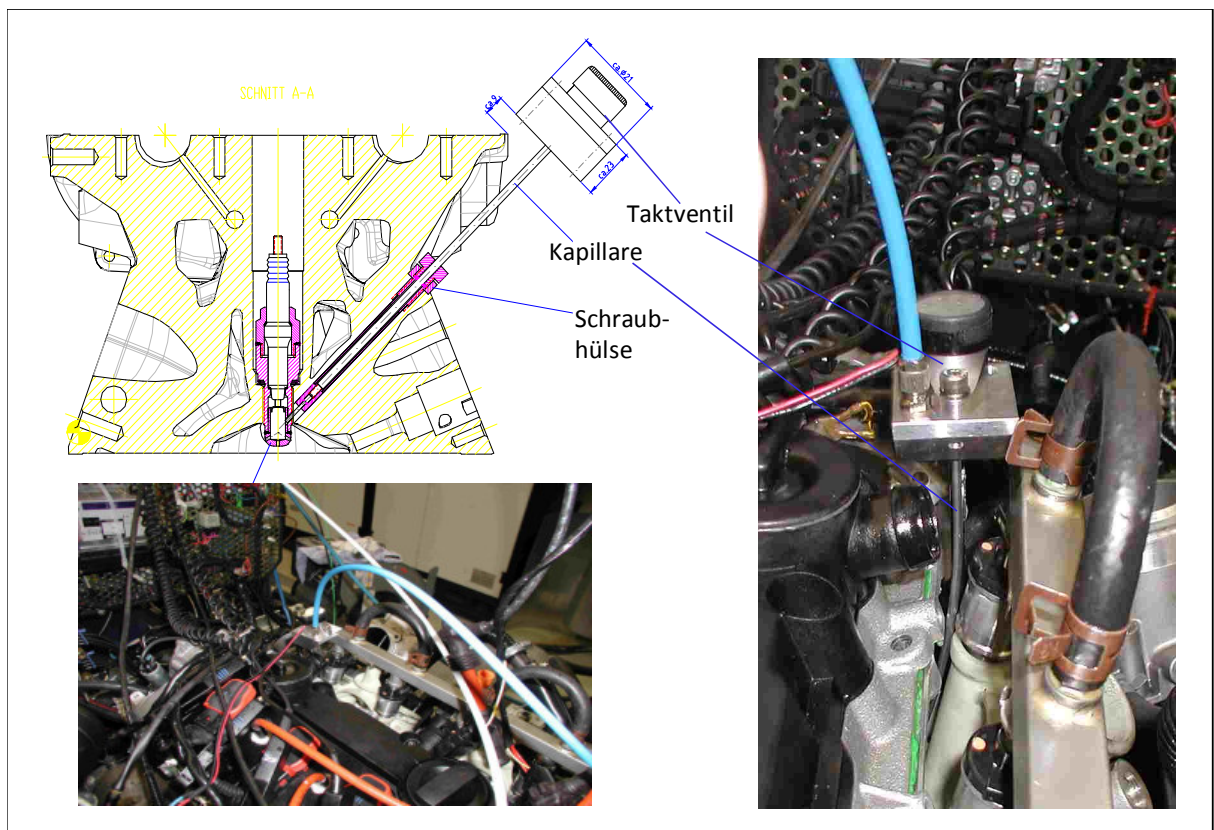 SCHNITT A-A
ca.ø21
ca.9
ca.23
Taktventil
Kapillare
Schraub-
hülse